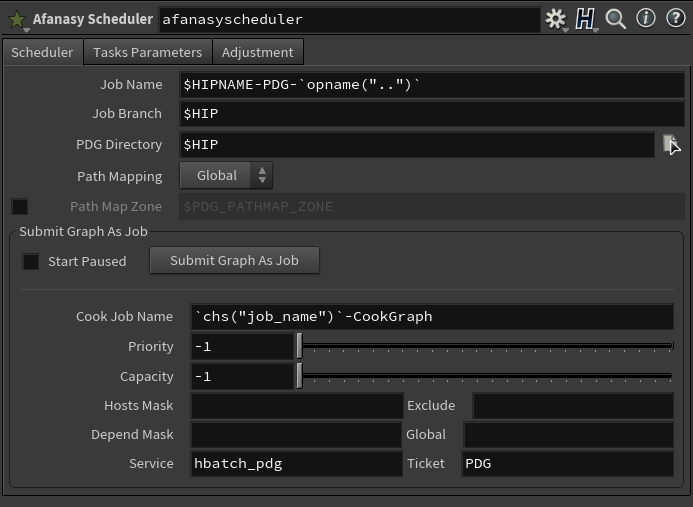 Afanasy Scheduler afanasyscheduler
Scheduler Tasks Parameters Adjustment
Job Name $HIPNAME-PDG-`opname("..")`
Job Branch $HIP
PDG Directory $HIP
Path Mapping Global
Path Map Zone $PDG_PATHMAP_ZONE
Submit Graph As Job
Start Paused Submit Graph As Job
Cook Job Name `chs("job_name")`-CookGraph
Priority -1
Capacity -1
Hosts Mask Exclude
Depend Mask Global
Service hbatch_pdg Ticket PDG